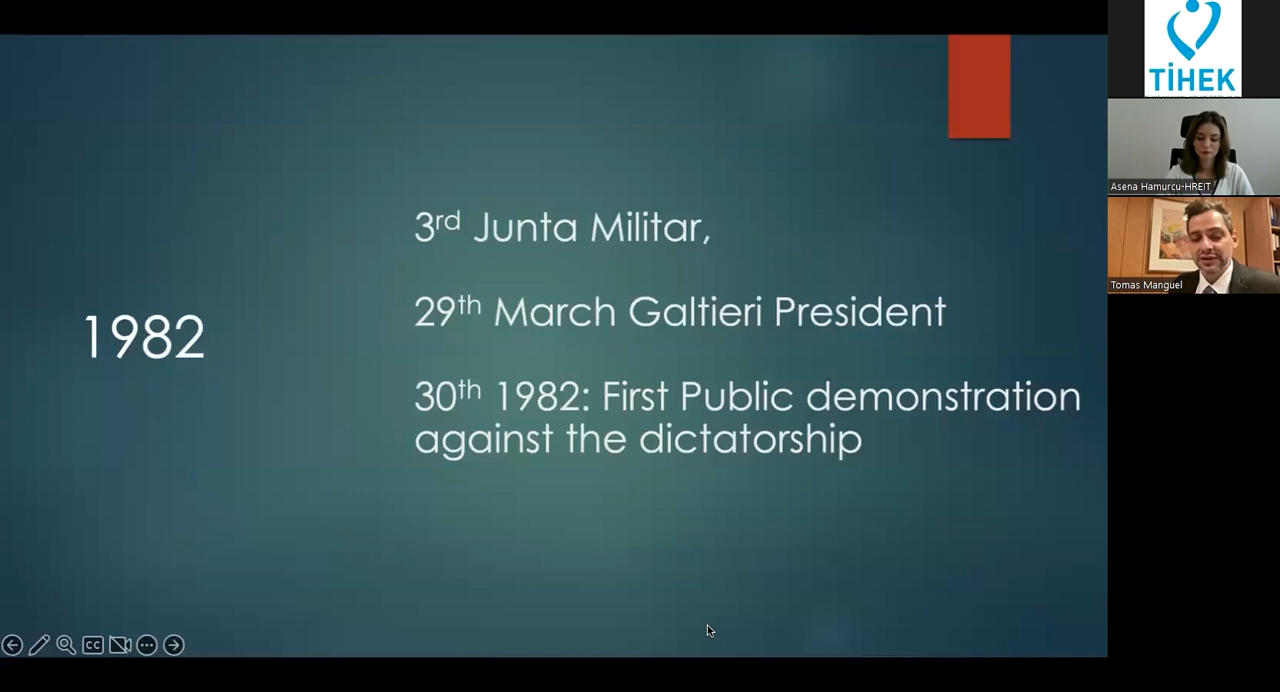 1982
3rd Junta Militar,
29th March Galtieri President
30th 1982: First Public demonstration
against the dictatorship
CC
TİHEK
Asena Hamurcu-HREIT
Tomas Manguel